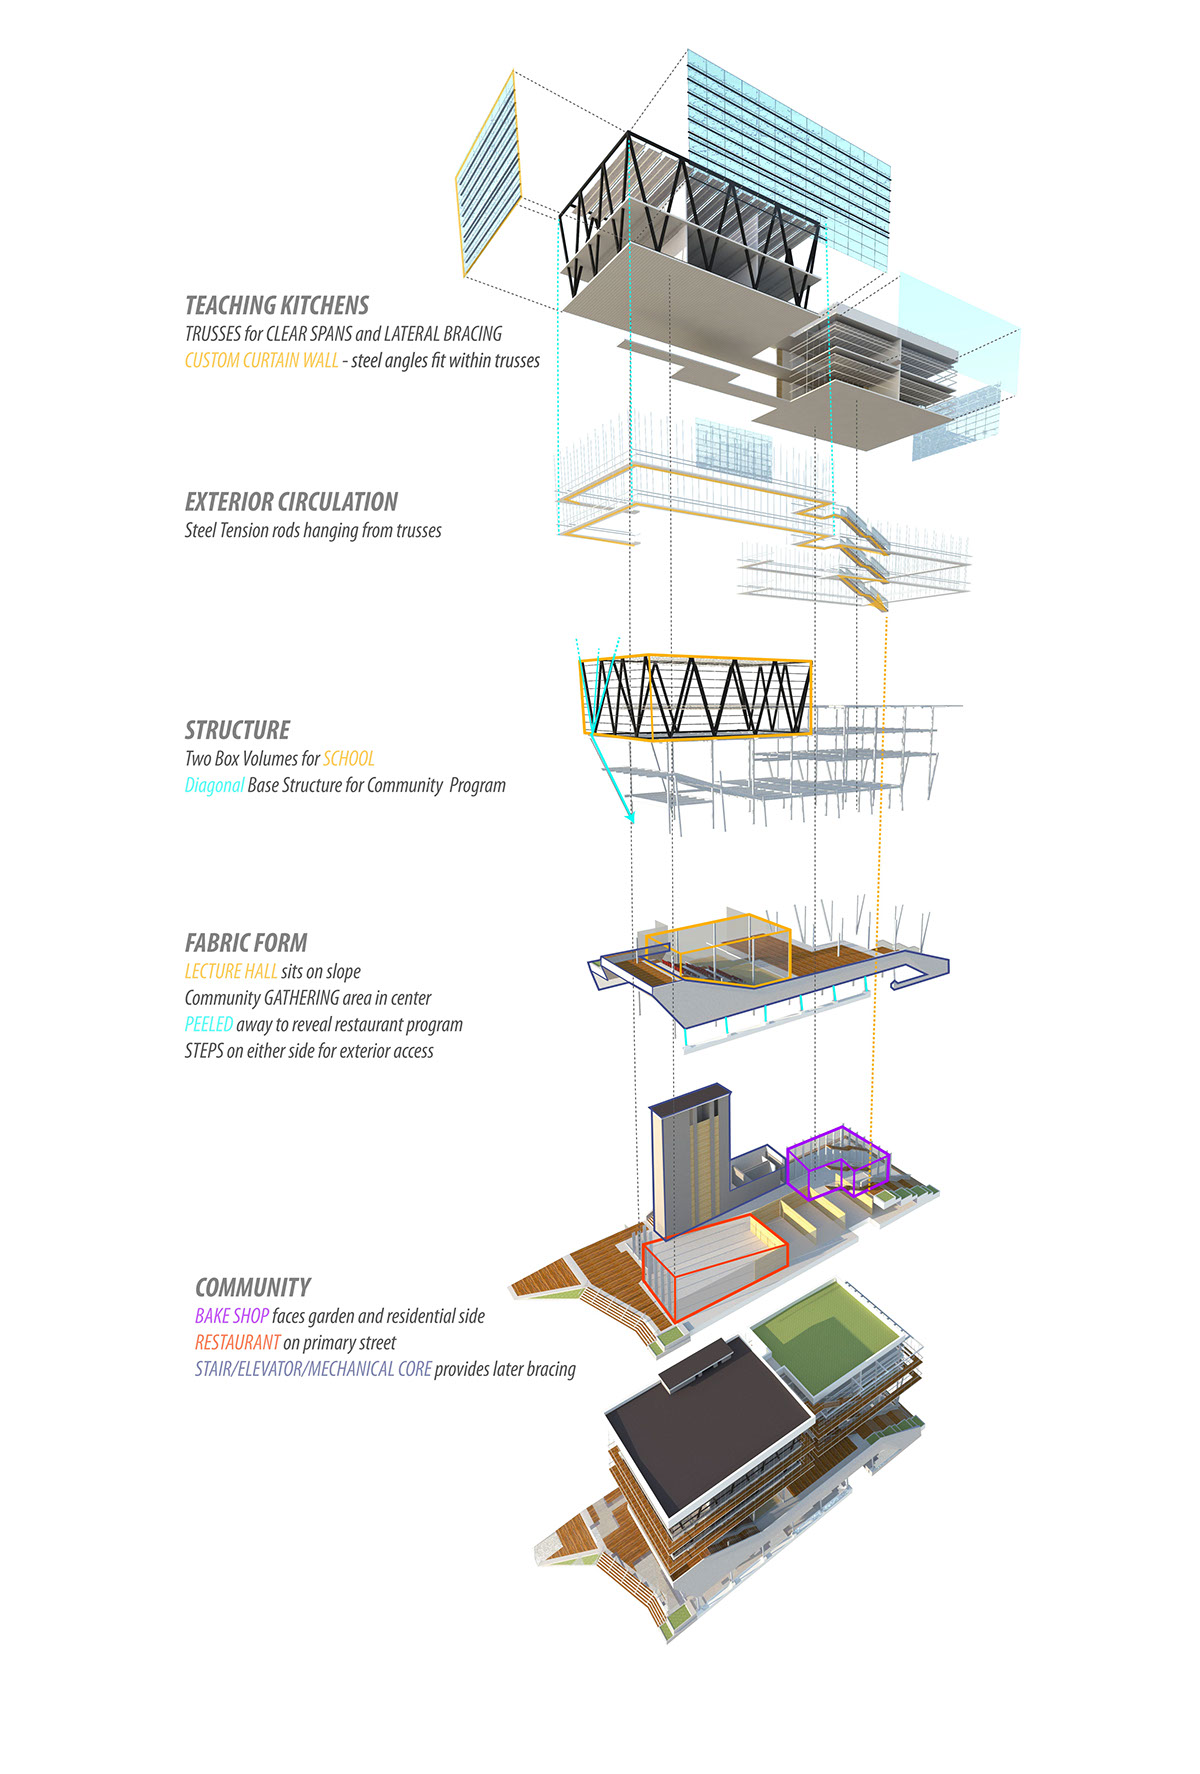 TEACHING KITCHENS
TRUSSES for CLEAR SPANS and LATERAL BRACING
CUSTOM CURTAIN WALL - steel angles fit within trusses
EXTERIOR CIRCULATION
Steel Tension rods hanging from trusses
STRUCTURE
Two Box Volumes for SCHOOL
Diagonal Base Structure for Community Program
FABRIC FORM
LECTURE HALL sits on slope
Community GATHERING area in center
PEELED away to reveal restaurant program
STEPS on either side for exterior access
COMMUNITY
BAKE SHOP faces garden and residential side
RESTAURANT on primary street
STAIR/ELEVATOR/MECHANICAL CORE provides later bracing